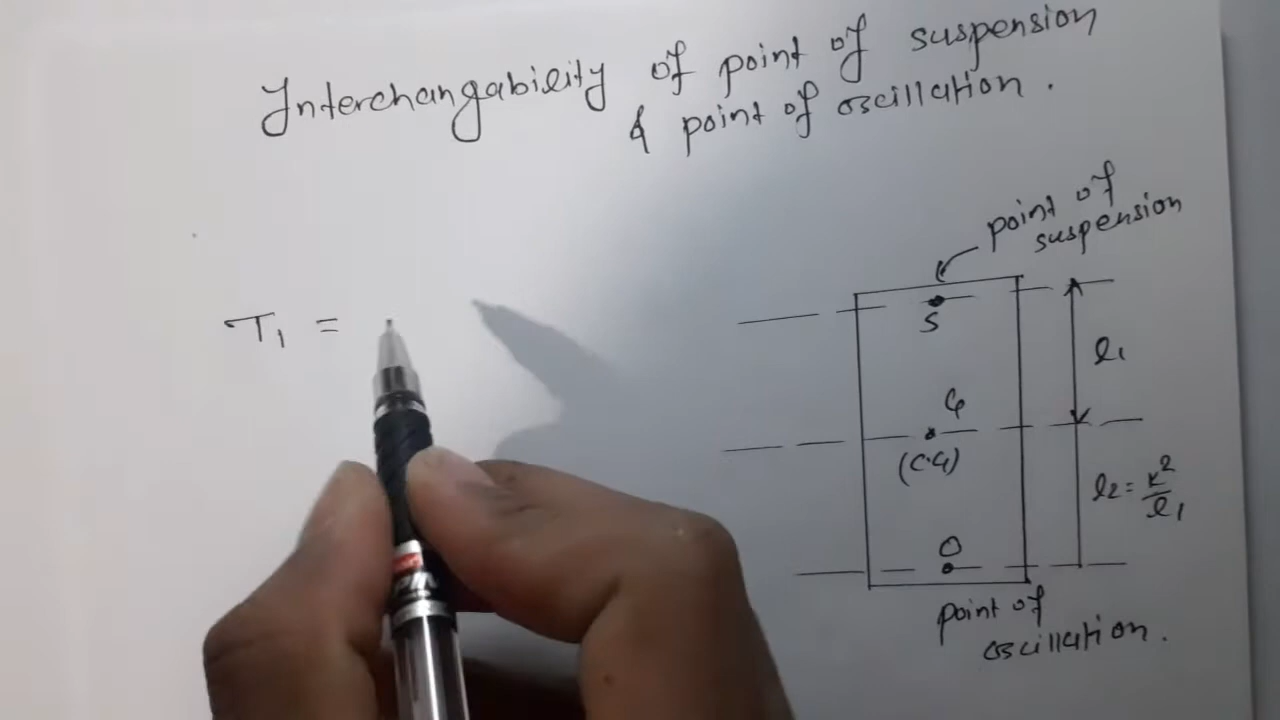 Interchangability of point of suspension
& point of oscillation.
point of
suspension
S
T₁ =
l₁
G
(C.G)
l₂ = k²/l₁
O
point of
oscillation.